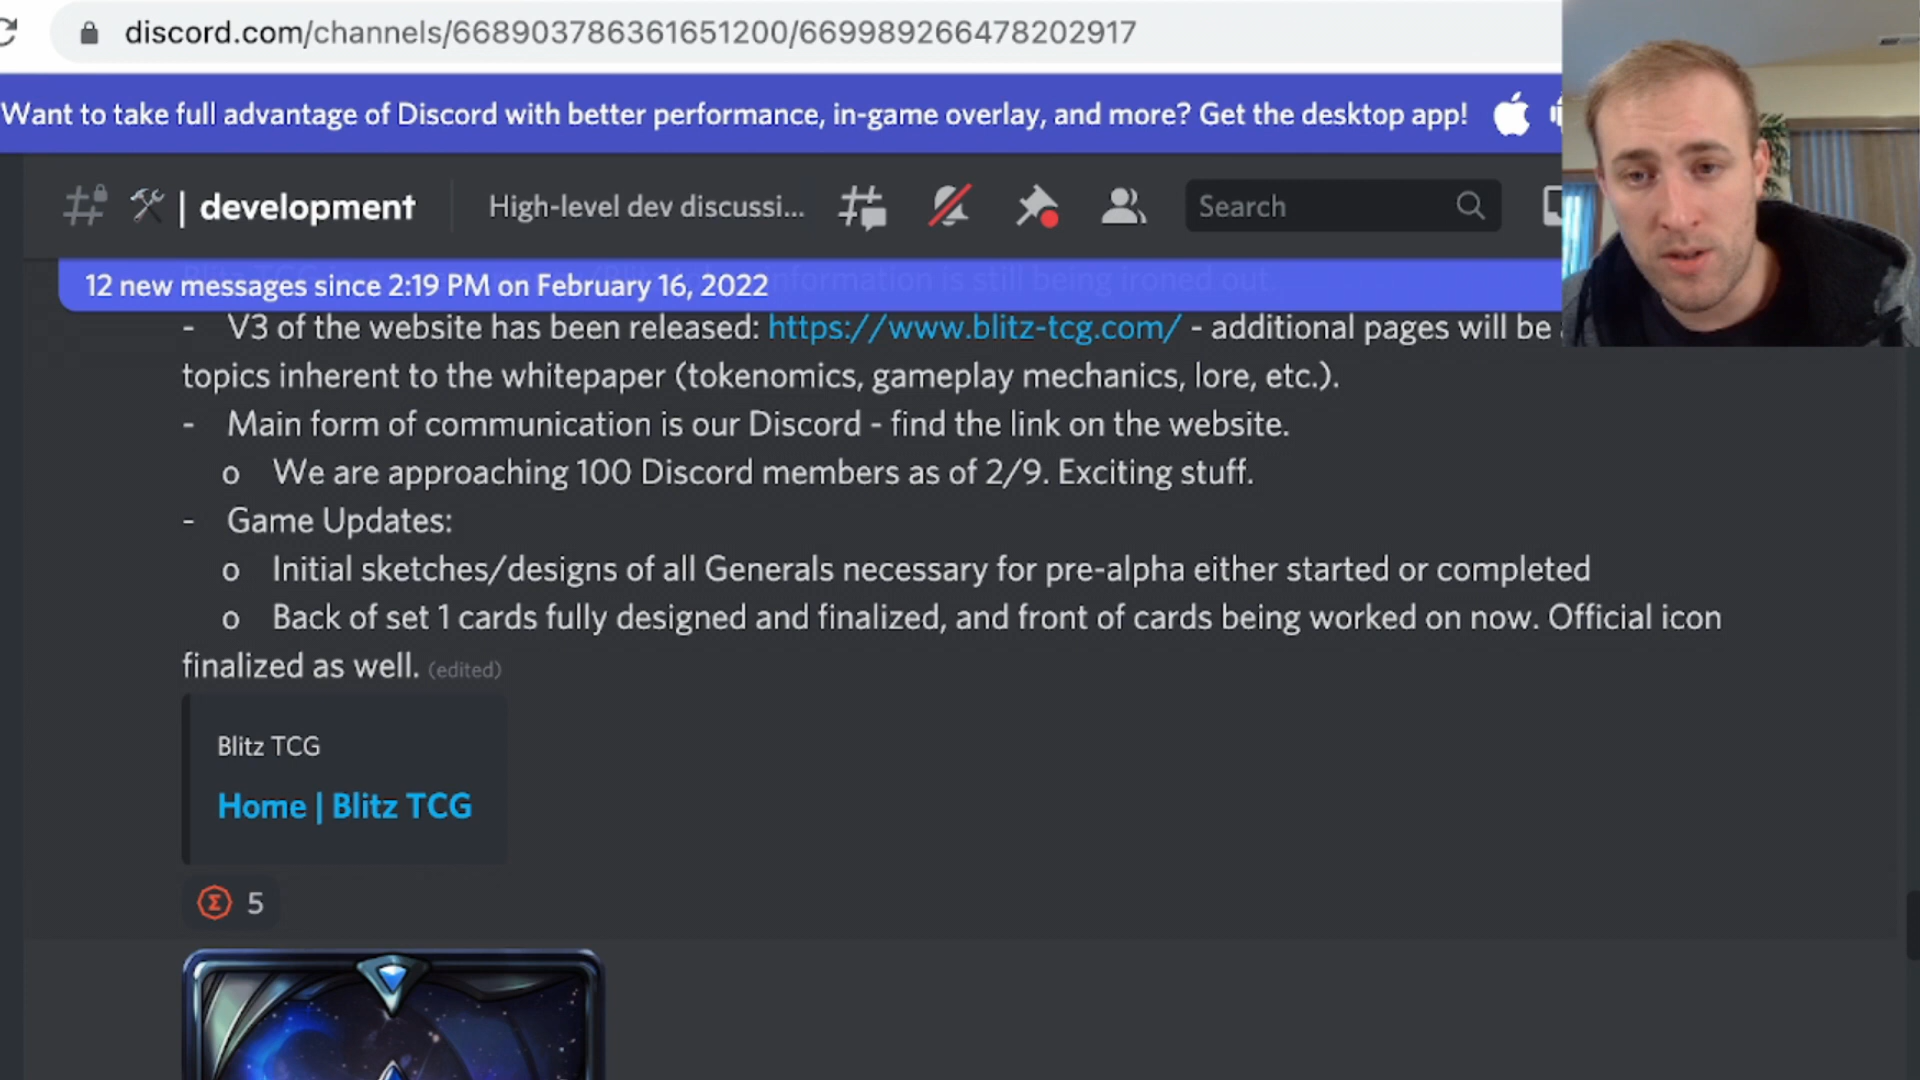 discord.com/channels/668903786361651200/669989266478202917
Want to take full advantage of Discord with better performance, in-game overlay, and more? Get the desktop app!
| development
High-level dev discussi...
Search
12 new messages since 2:19 PM on February 16, 2022
information is still being ironed out.
- V3 of the website has been released: https://www.blitz-tcg.com/ - additional pages will be
topics inherent to the whitepaper (tokenomics, gameplay mechanics, lore, etc.).
- Main form of communication is our Discord - find the link on the website.
o We are approaching 100 Discord members as of 2/9. Exciting stuff.
- Game Updates:
o Initial sketches/designs of all Generals necessary for pre-alpha either started or completed
o Back of set 1 cards fully designed and finalized, and front of cards being worked on now. Official icon
finalized as well. (edited)
Blitz TCG
Home | Blitz TCG
Σ 5